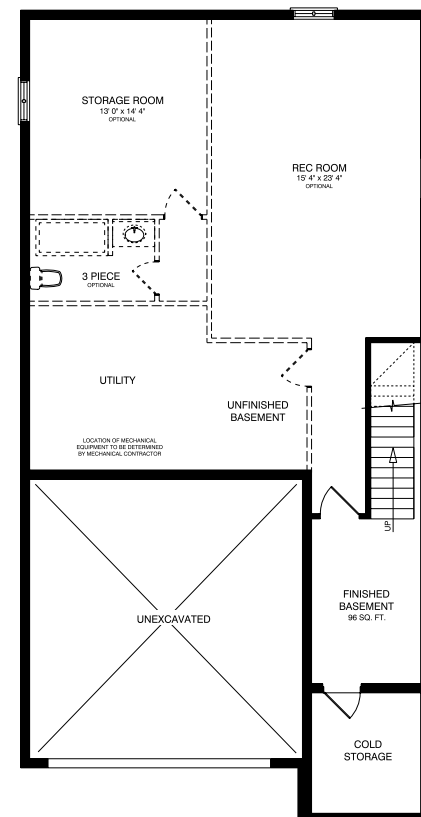 STORAGE ROOM
13' 0" x 14' 4"
OPTIONAL
REC ROOM
15' 4" x 23' 4"
OPTIONAL
3 PIECE
OPTIONAL
UTILITY
UNFINISHED
BASEMENT
LOCATION OF MECHANICAL
EQUIPMENT TO BE DETERMINED
BY MECHANICAL CONTRACTOR
UP
FINISHED
BASEMENT
96 SQ. FT.
UNEXCAVATED
COLD
STORAGE